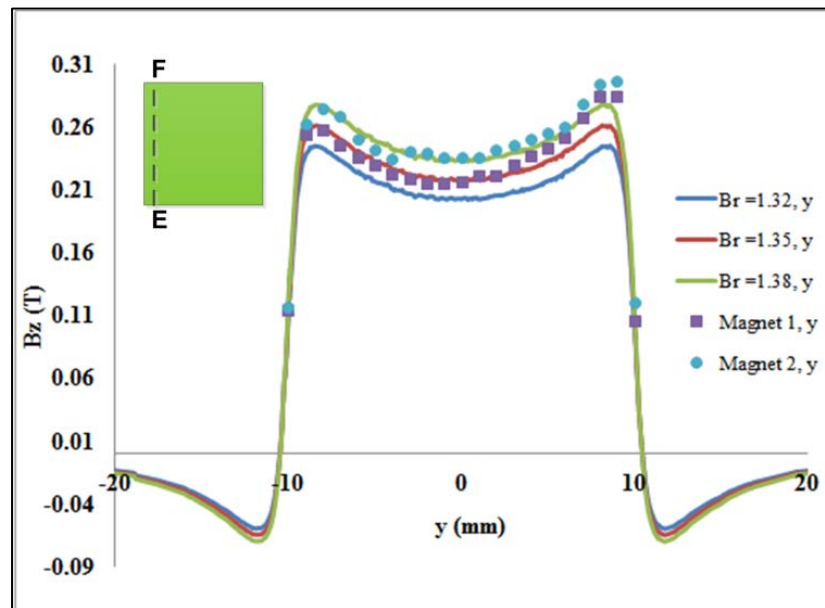 0.31
0.26
0.21
0.16
0.11
0.06
0.01
-0.04
-0.09
Bz (T)
F
E
Br =1.32, y
Br =1.35, y
Br =1.38, y
Magnet 1, y
Magnet 2, y
-20
-10
0
10
20
y (mm)